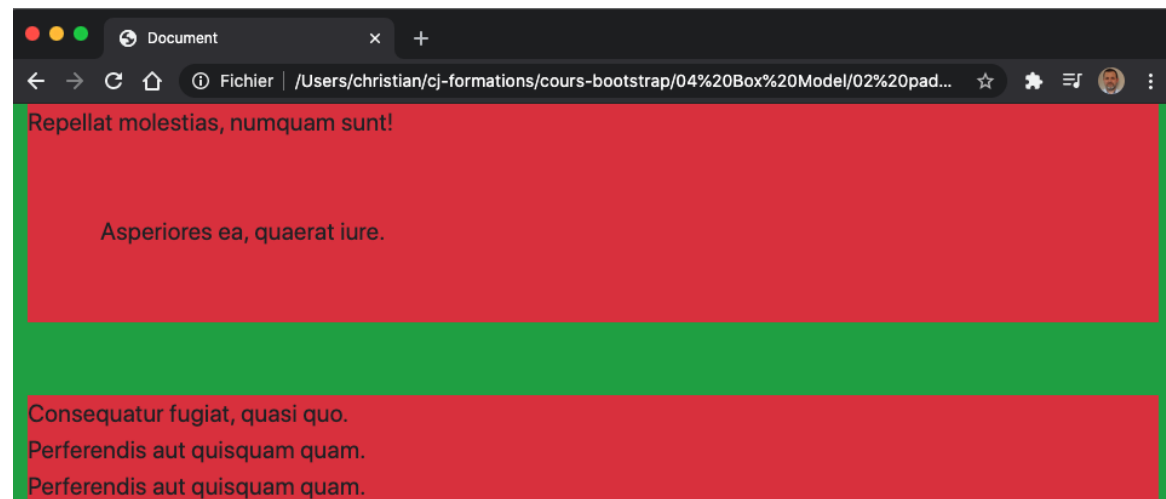 Document
Fichier | /Users/christian/cj-formations/cours-bootstrap/04%20Box%20Model/02%20pad...
Repellat molestias, numquam sunt!
Asperiores ea, quaerat iure.
Consequatur fugiat, quasi quo.
Perferendis aut quisquam quam.
Perferendis aut quisquam quam.